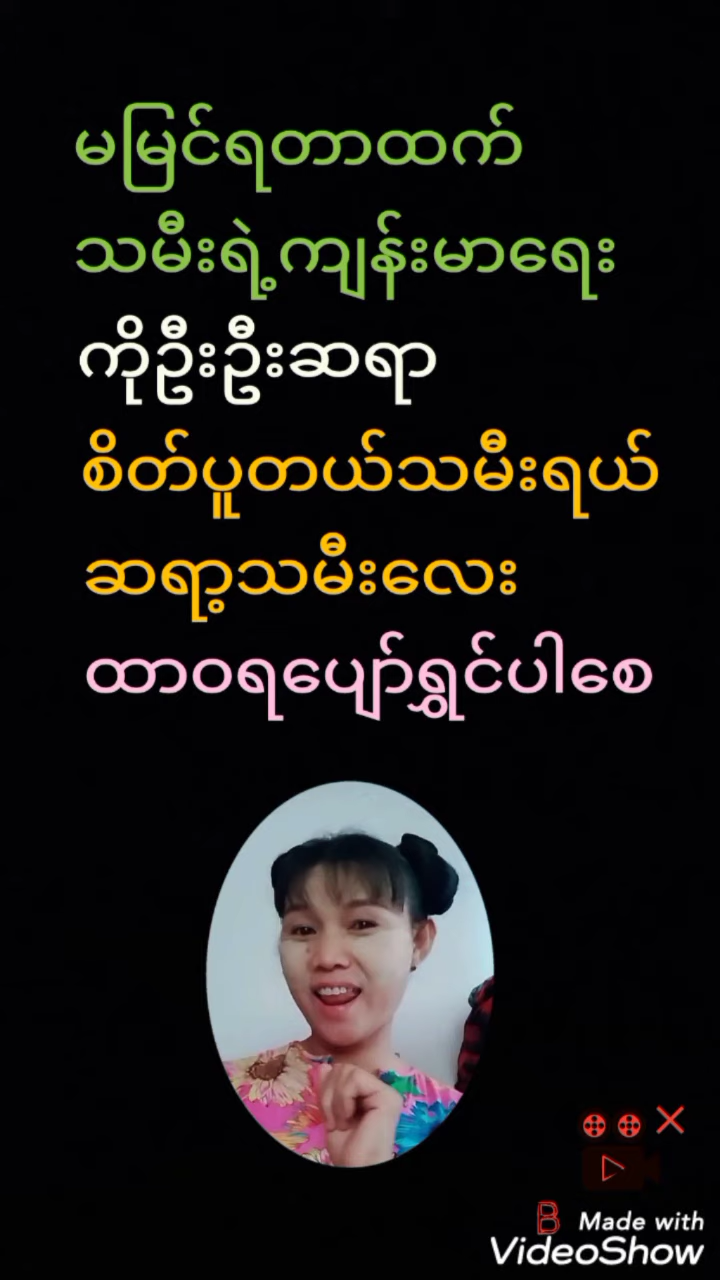 မမြင်ရတာထက်
သမီးရဲ့ကျန်းမာရေး
ကိုဦးဦးဆရာ
စိတ်ပူတယ်သမီးရယ်
ဆရာ့သမီးလေး
ထာဝရပျော်ရွှင်ပါစေ
Made with
VideoShow